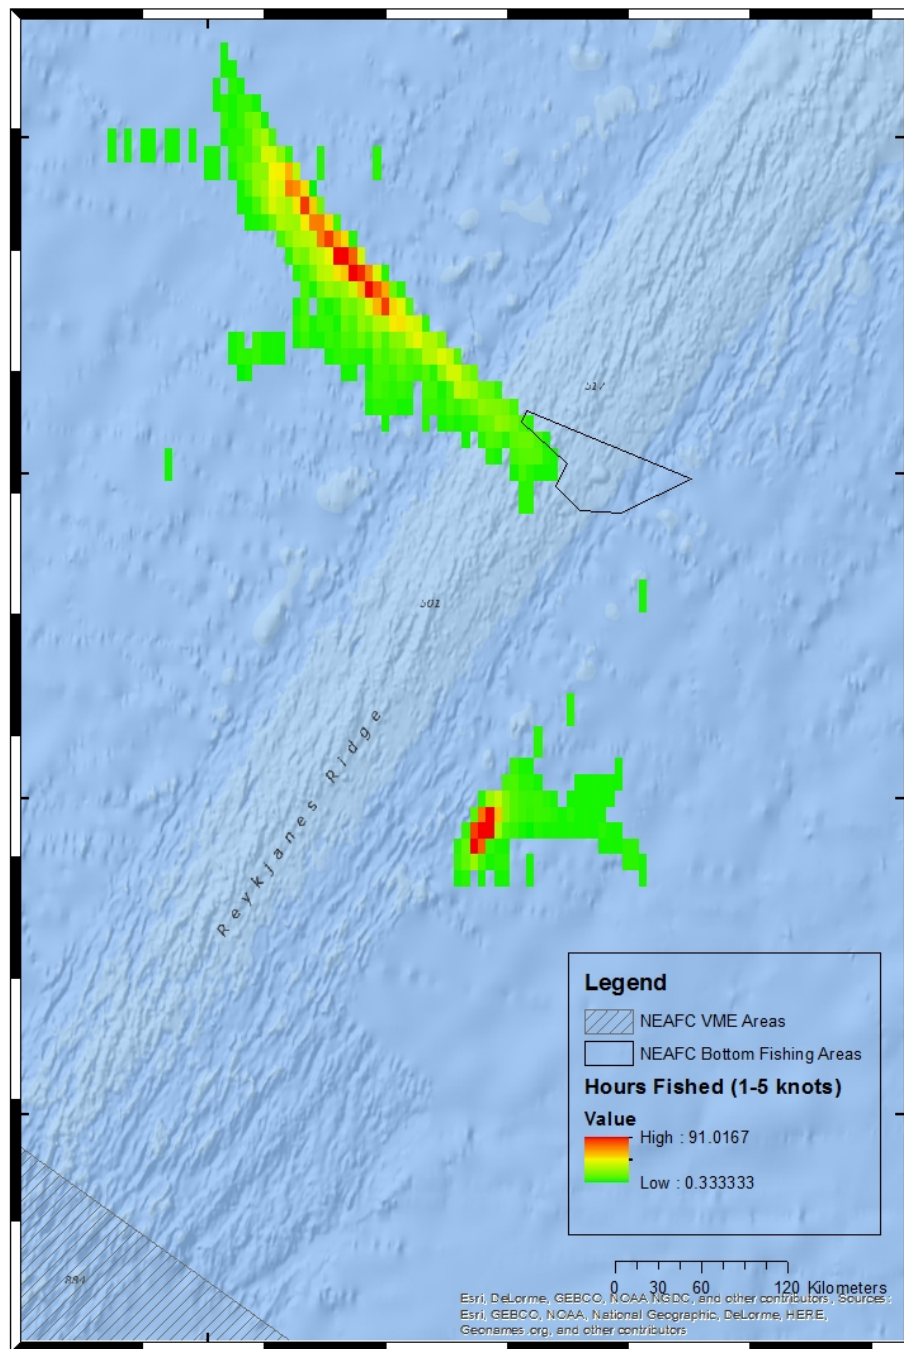 517
501
Reykjanes Ridge
Legend
NEAFC VME Areas
NEAFC Bottom Fishing Areas
Hours Fished (1-5 knots)
Value
High : 91.0167
Low : 0.333333
884
0 30 60 120 Kilometers
Esri, DeLorme, GEBCO, NOAA NGDC, and other contributors, Sources:
Esri, GEBCO, NOAA, National Geographic, DeLorme, HERE,
Geonames.org, and other contributors